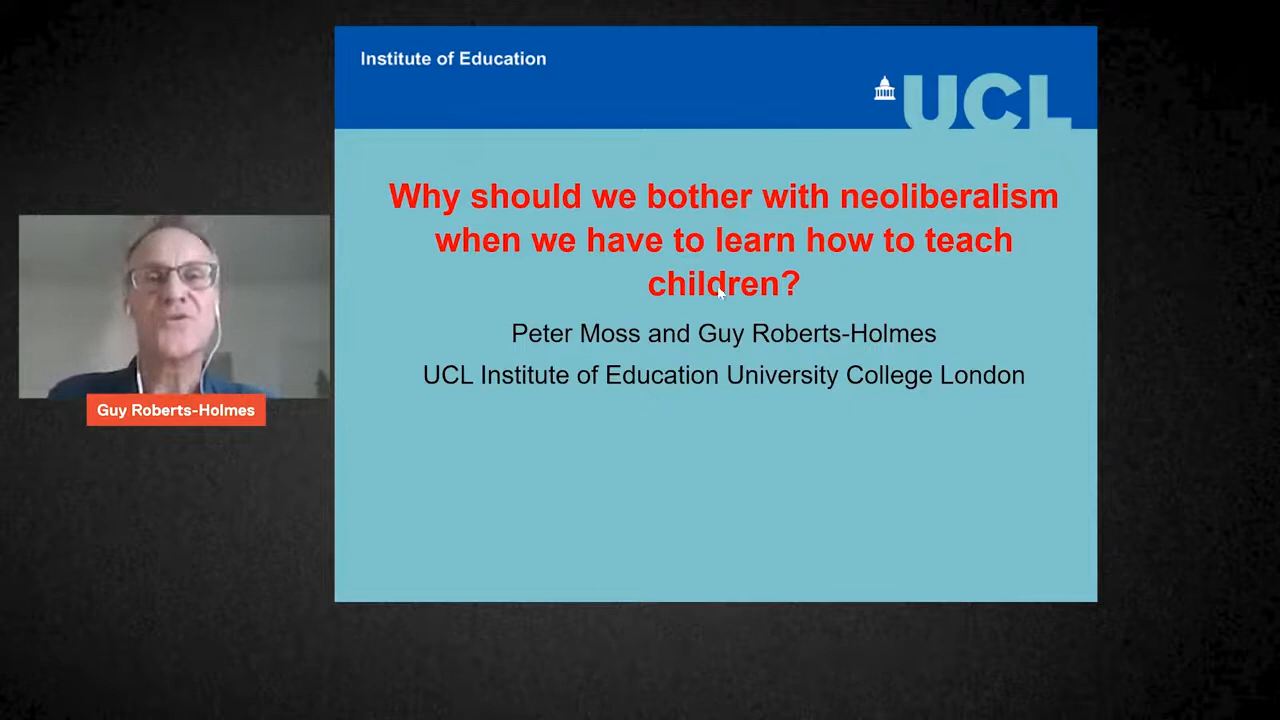 Institute of Education
UCL
Why should we bother with neoliberalism
when we have to learn how to teach
children?
Peter Moss and Guy Roberts-Holmes
UCL Institute of Education University College London
Guy Roberts-Holmes